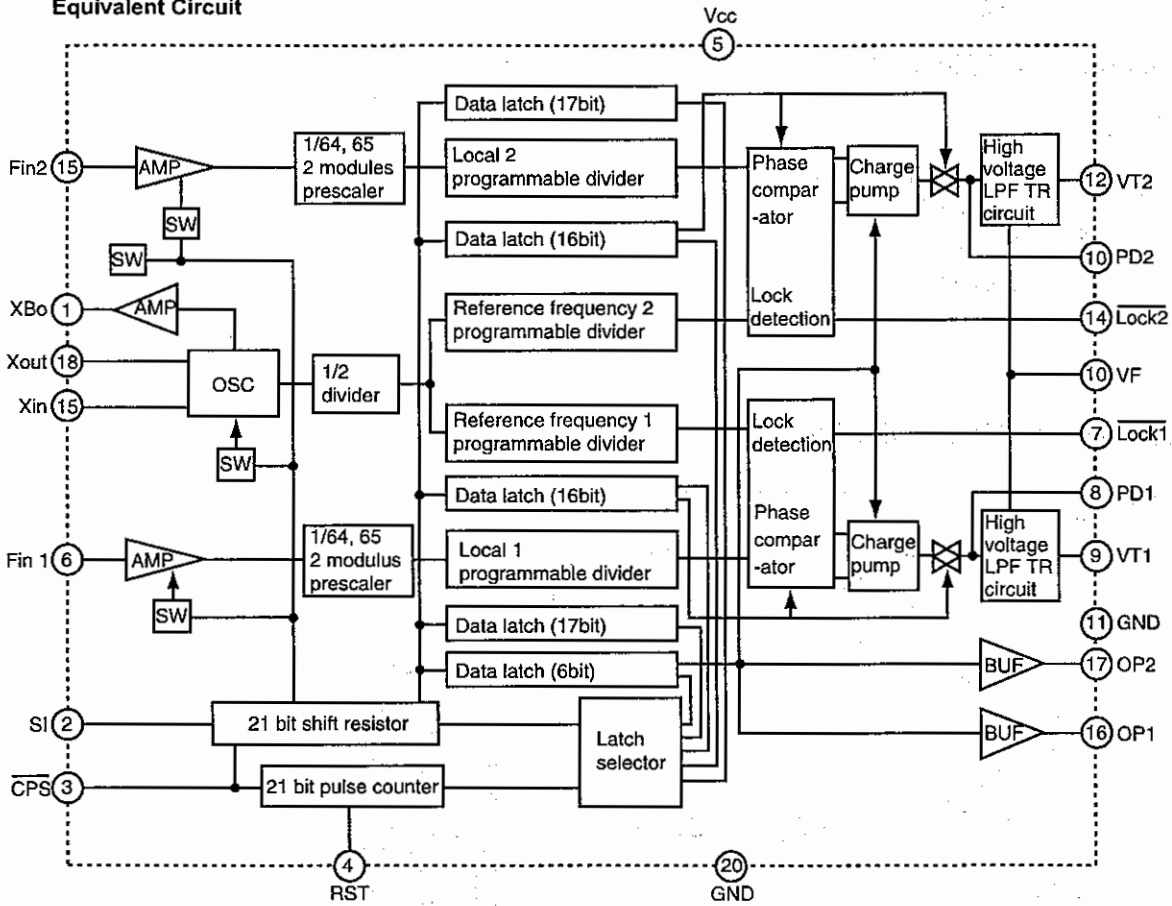 Equivalent Circuit
Vcc
5
Data latch (17bit)
Fin2
15
AMP
1/64, 65
2 modules
prescaler
Local 2
programmable divider
Phase
compar
-ator
Charge
pump
High
voltage
LPF TR
circuit
12
VT2
SW
Data latch (16bit)
SW
10
PD2
XBo
1
AMP
Reference frequency 2
programmable divider
Lock
detection
14
Lock2
Xout
18
OSC
1/2
divider
10
VF
Xin
15
Reference frequency 1
programmable divider
Lock
detection
7
Lock1
SW
Data latch (16bit)
8
PD1
Fin 1
6
AMP
1/64, 65
2 modulus
prescaler
Local 1
programmable divider
Phase
compar
-ator
Charge
pump
High
voltage
LPF TR
circuit
9
VT1
SW
Data latch (17bit)
11
GND
Data latch (6bit)
BUF
17
OP2
SI
2
21 bit shift resistor
Latch
selector
BUF
16
OP1
CPS
3
21 bit pulse counter
4
RST
20
GND